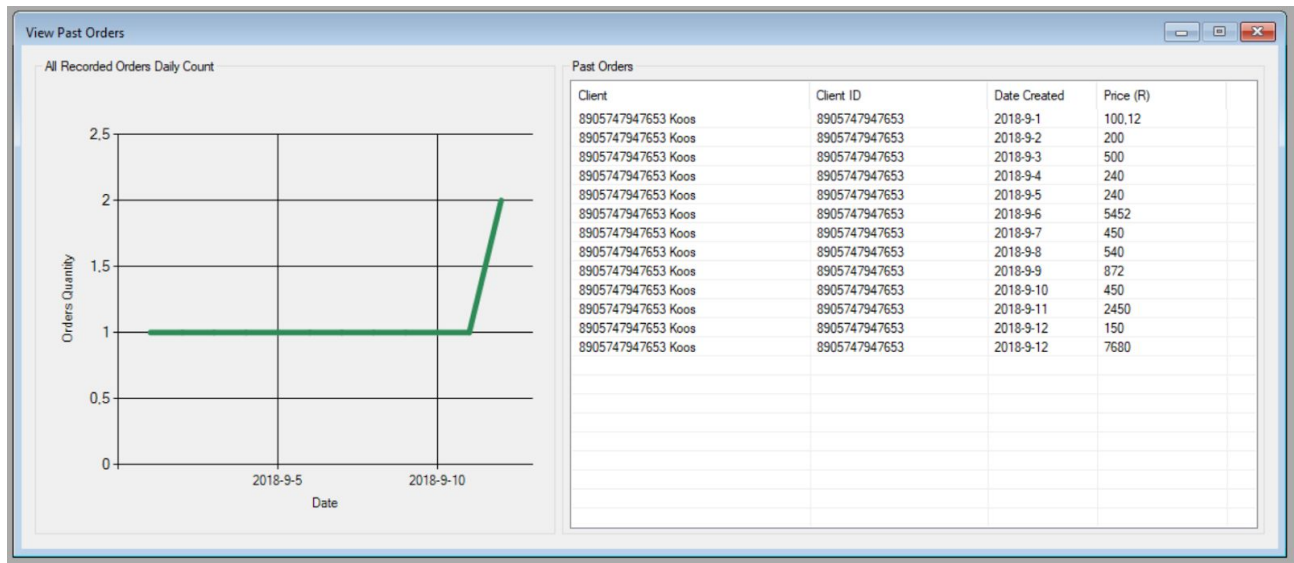 View Past Orders
All Recorded Orders Daily Count
2,5
2
1,5
1
0,5
0
Orders Quantity
2018-9-5 2018-9-10
Date
Past Orders
Client Client ID Date Created Price (R)
8905747947653 Koos 8905747947653 2018-9-1 100,12
8905747947653 Koos 8905747947653 2018-9-2 200
8905747947653 Koos 8905747947653 2018-9-3 500
8905747947653 Koos 8905747947653 2018-9-4 240
8905747947653 Koos 8905747947653 2018-9-5 240
8905747947653 Koos 8905747947653 2018-9-6 5452
8905747947653 Koos 8905747947653 2018-9-7 450
8905747947653 Koos 8905747947653 2018-9-8 540
8905747947653 Koos 8905747947653 2018-9-9 872
8905747947653 Koos 8905747947653 2018-9-10 450
8905747947653 Koos 8905747947653 2018-9-11 2450
8905747947653 Koos 8905747947653 2018-9-12 150
8905747947653 Koos 8905747947653 2018-9-12 7680